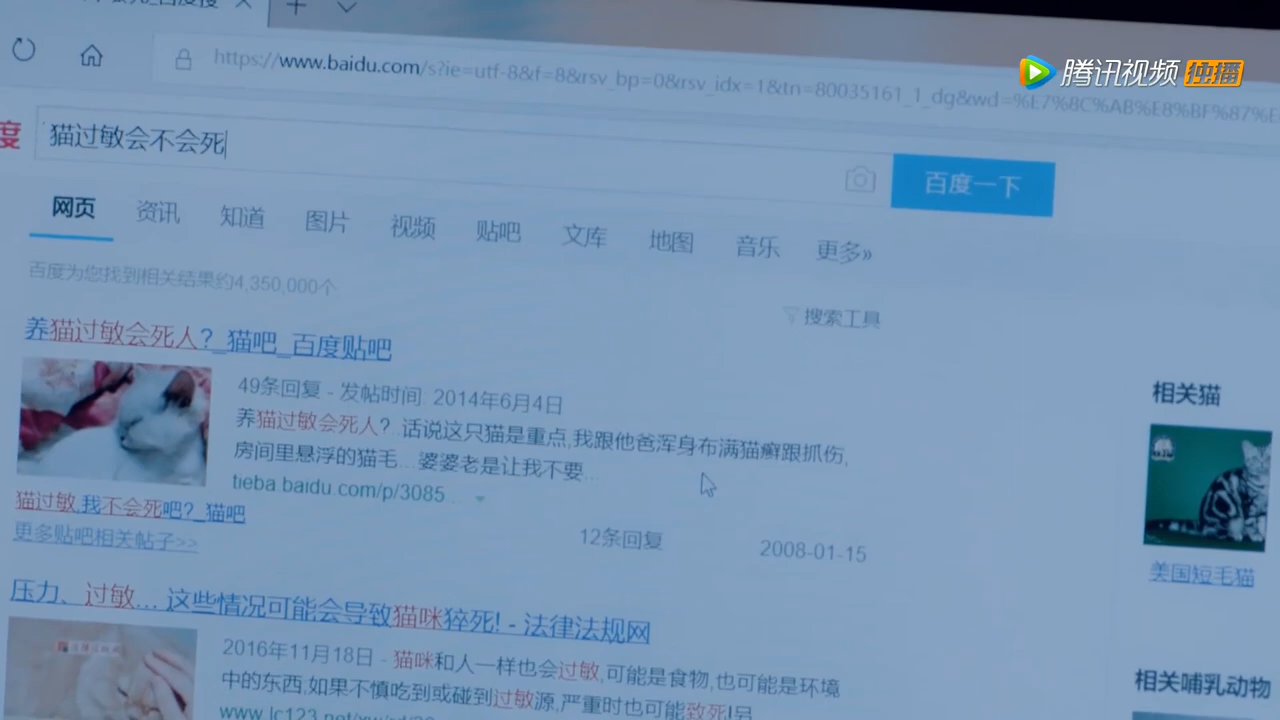 https://www.baidu.com/s?ie=utf-8&f=8&rsv_bp=0&rsv_idx=1&tn=80035161_1_dg&wd=%E7%8C%AB%E8%BF%87%E
腾讯视频 独播
度
猫过敏会不会死
百度一下
网页 资讯 知道 图片 视频 贴吧 文库 地图 音乐 更多»
百度为您找到相关结果约4,350,000个
搜索工具
养猫过敏会死人?_猫吧_百度贴吧
49条回复 - 发帖时间: 2014年6月4日
养猫过敏会死人?...话说这只猫是重点,我跟他爸浑身布满猫癣跟抓伤,
房间里悬浮的猫毛...婆婆老是让我不要...
tieba.baidu.com/p/3085...
猫过敏,我不会死吧?_猫吧
12条回复
2008-01-15
更多贴吧相关帖子>>
压力、过敏... 这些情况可能会导致猫咪猝死! - 法律法规网
2016年11月18日 - 猫咪和人一样也会过敏,可能是食物,也可能是环境
中的东西,如果不慎吃到或碰到过敏源,严重时也可能致死!另
相关猫
美国短毛猫
相关哺乳动物